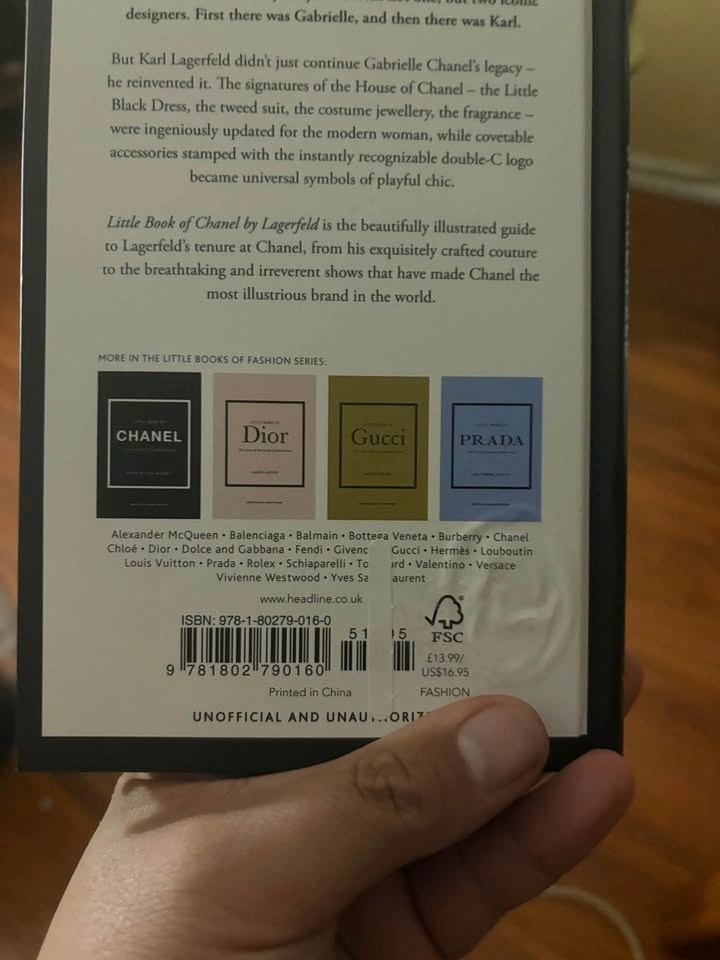 designers. First there was Gabrielle, and then there was Karl.
But Karl Lagerfeld didn't just continue Gabrielle Chanel's legacy –
he reinvented it. The signatures of the House of Chanel – the Little
Black Dress, the tweed suit, the costume jewellery, the fragrance –
were ingeniously updated for the modern woman, while covetable
accessories stamped with the instantly recognizable double-C logo
became universal symbols of playful chic.
Little Book of Chanel by Lagerfeld is the beautifully illustrated guide
to Lagerfeld's tenure at Chanel, from his exquisitely crafted couture
to the breathtaking and irreverent shows that have made Chanel the
most illustrious brand in the world.
MORE IN THE LITTLE BOOKS OF FASHION SERIES:
CHANEL
Dior
Gucci
PRADA
Alexander McQueen • Balenciaga • Balmain • Bottega Veneta • Burberry • Chanel
Chloé • Dior • Dolce and Gabbana • Fendi • Givenc Gucci • Hermès • Louboutin
Louis Vuitton • Prada • Rolex • Schiaparelli • To rd • Valentino • Versace
Vivienne Westwood • Yves Sa aurent
www.headline.co.uk
ISBN: 978-1-80279-016-0
51 5
9 781802 790160
FSC
£13.99/
US$16.95
Printed in China
FASHION
UNOFFICIAL AND